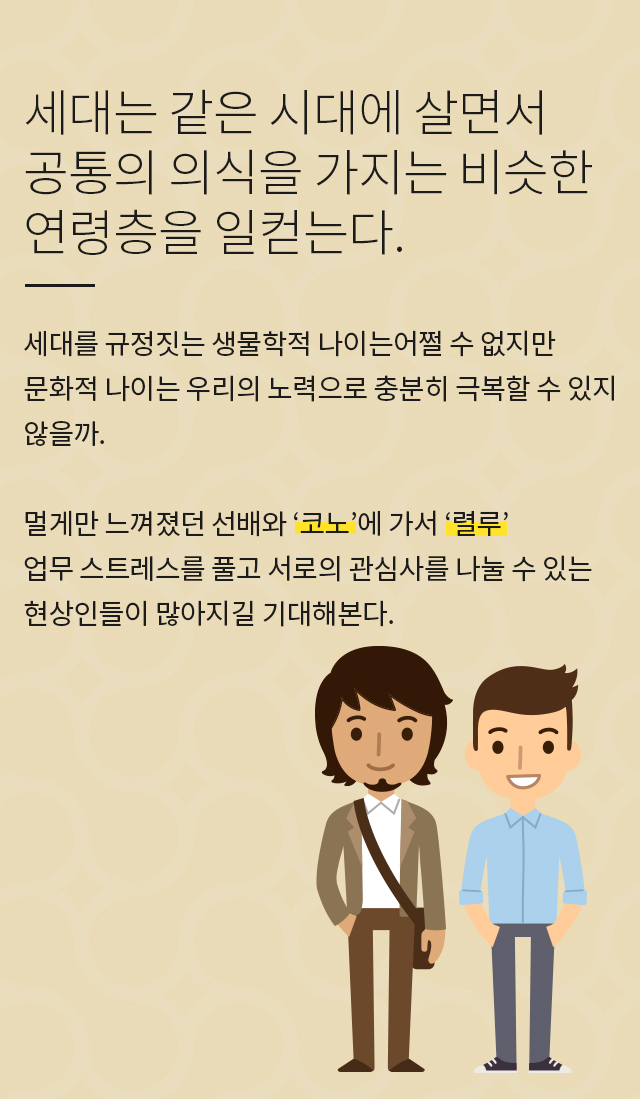 세대는 같은 시대에 살면서
공통의 의식을 가지는 비슷한
연령층을 일컫는다.
세대를 규정짓는 생물학적 나이는어쩔 수 없지만
문화적 나이는 우리의 노력으로 충분히 극복할 수 있지
않을까.
멀게만 느껴졌던 선배와 ‘코노’에 가서 ‘렬루’
업무 스트레스를 풀고 서로의 관심사를 나눌 수 있는
현상인들이 많아지길 기대해본다.